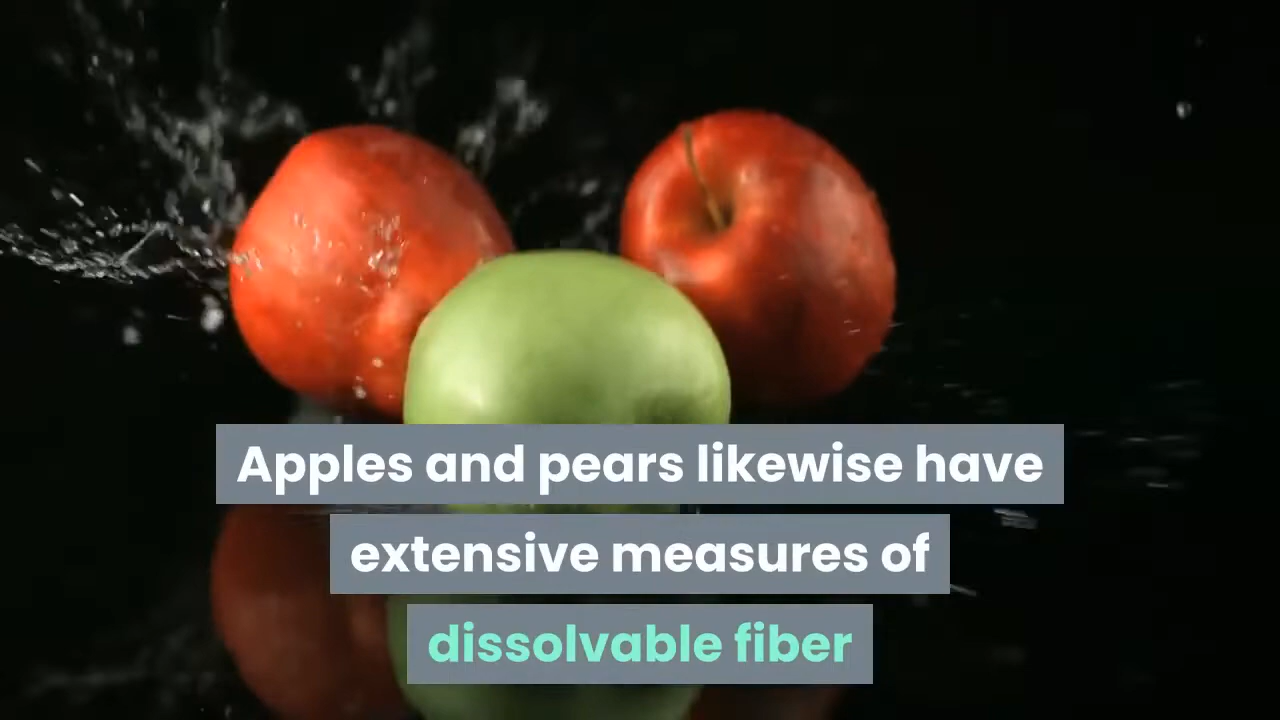 Apples and pears likewise have
extensive measures of
dissolvable fiber